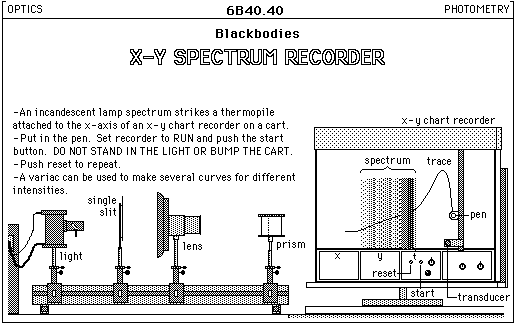 OPTICS
6B40.40
PHOTOMETRY
Blackbodies
X-Y SPECTRUM RECORDER
-An incandescent lamp spectrum strikes a thermopile
attached to the x-axis of an x-y chart recorder on a cart.
-Put in the pen. Set recorder to RUN and push the start
button. DO NOT STAND IN THE LIGHT OR BUMP THE CART.
-Push reset to repeat.
-A variac can be used to make several curves for different
intensities.
x-y chart recorder
spectrum
trace
single
slit
pen
light
lens
prism
x
y
t
reset
start
transducer